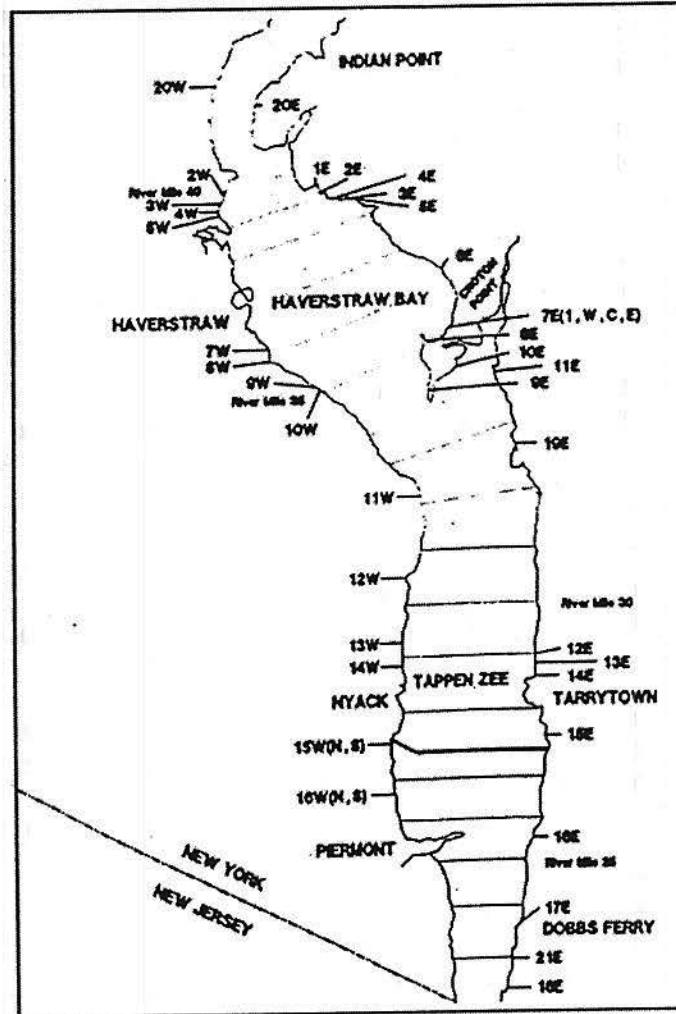 INDIAN POINT
20W
20E
1E
2E
4E
2W
River Mile 40
3E
3W
5E
4W
5W
6E
CROTON
POINT
HAVERSTRAW BAY
HAVERSTRAW
7E(1, W, C, E)
8E
7W
10E
8W
11E
9W
9E
River Mile 35
10W
19E
11W
12W
River Mile 30
13W
12E
13E
14W
TAPPEN ZEE
14E
NYACK
TARRYTOWN
15E
15W(N, S)
16W(N, S)
16E
PIERMONT
River Mile 25
NEW YORK
NEW JERSEY
17E
DOBBS FERRY
21E
18E